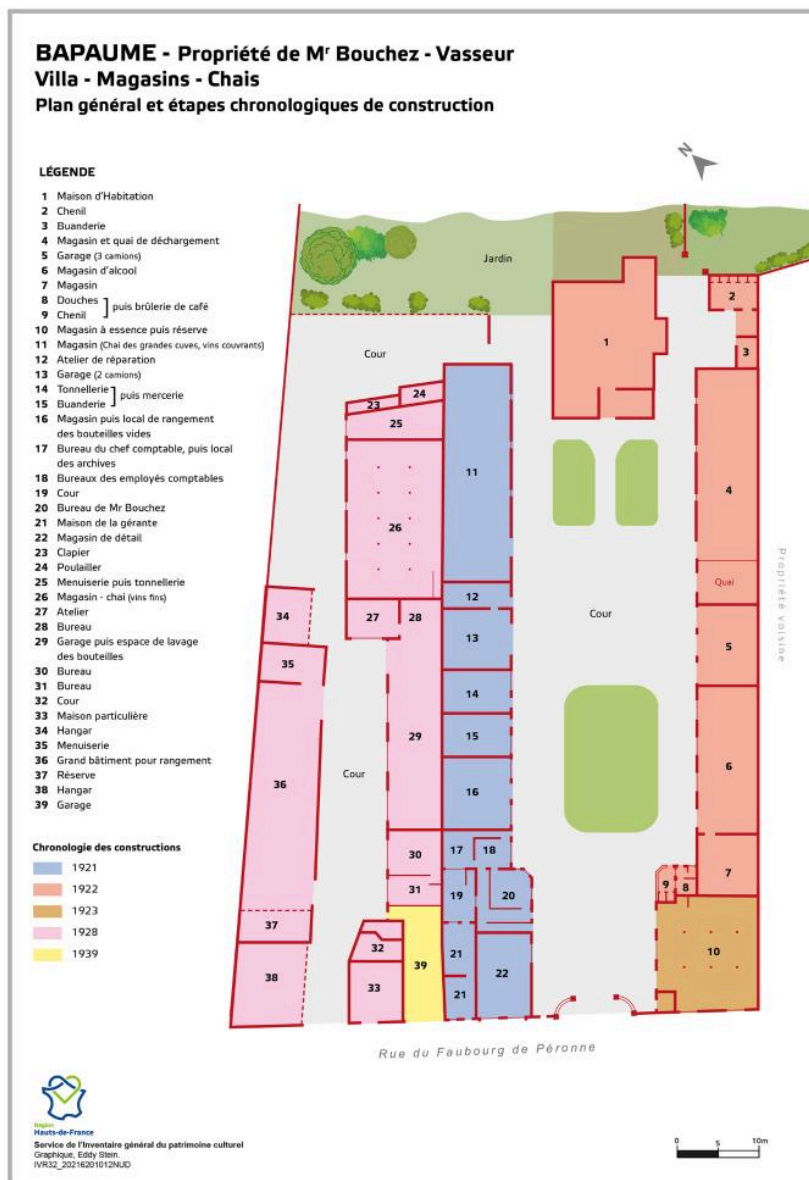 BAPAUME - Propriété de Mr Bouchez - Vasseur
Villa - Magasins - Chais
Plan général et étapes chronologiques de construction
N
LÉGENDE
1 Maison d'Habitation
2 Chenil
3 Buanderie
4 Magasin et quai de déchargement
5 Garage (3 camions)
6 Magasin d'alcool
7 Magasin
8 Douches
9 Chenil
] puis brûlerie de café
10 Magasin à essence puis réserve
11 Magasin (Chai des grandes cuves, vins couvrants)
12 Atelier de réparation
13 Garage (2 camions)
14 Tonnellerie
15 Buanderie
] puis mercerie
16 Magasin puis local de rangement
des bouteilles vides
17 Bureau du chef comptable, puis local
des archives
18 Bureaux des employés comptables
19 Cour
20 Bureau de Mr Bouchez
21 Maison de la gérante
22 Magasin de détail
23 Clapier
24 Poulailler
25 Menuiserie puis tonnellerie
26 Magasin - chai (vins fins)
27 Atelier
28 Bureau
29 Garage puis espace de lavage
des bouteilles
30 Bureau
31 Bureau
32 Cour
33 Maison particulière
34 Hangar
35 Menuiserie
36 Grand bâtiment pour rangement
37 Réserve
38 Hangar
39 Garage
Chronologie des constructions
1921
1922
1923
1928
1939
Jardin
2
1
3
Cour
24
23
25
11
4
26
Quai
Propriété voisine
12
34
27
28
13
Cour
5
35
14
15
29
6
36
Cour
16
30
17
18
7
31
19
20
9
8
37
32
39
21
10
38
33
21
22
Rue du Faubourg de Péronne
Région
Hauts-de-France
Service de l'Inventaire général du patrimoine culturel
Graphique, Eddy Stein.
IVR32_20216201012NUD
0 5 10m